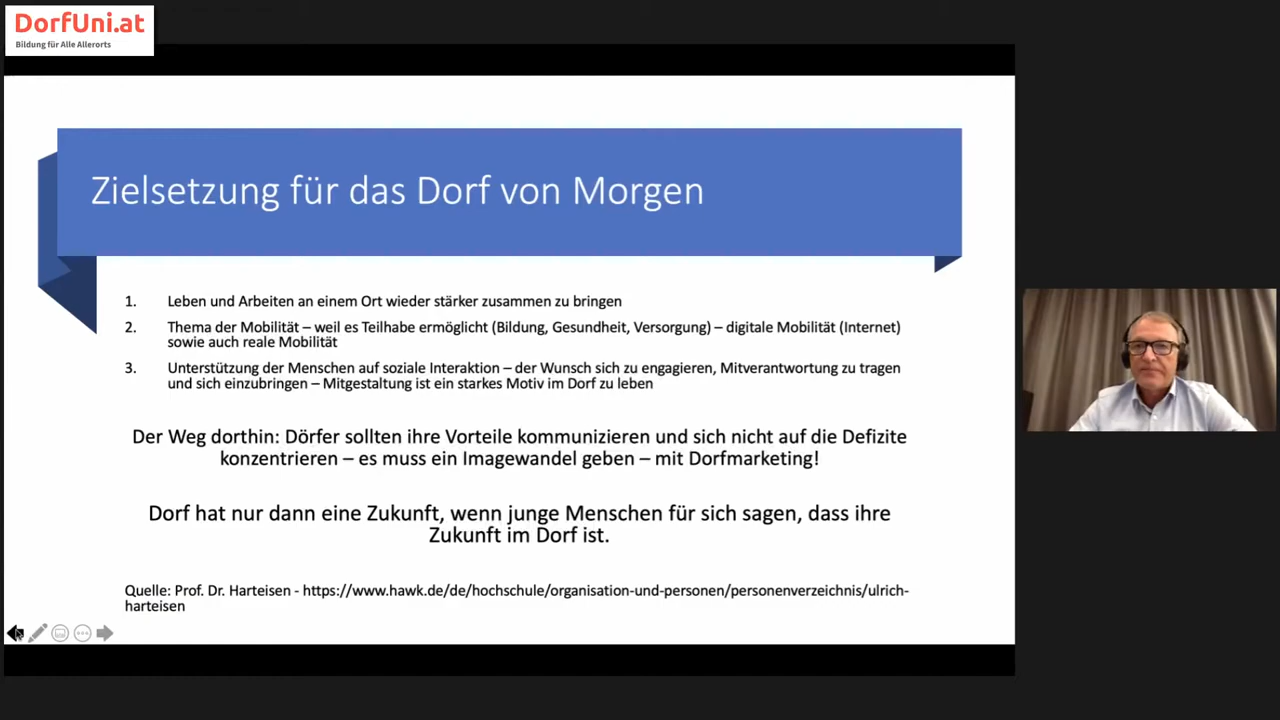 DorfUni.at
Bildung für Alle Allerorts
Zielsetzung für das Dorf von Morgen
1. Leben und Arbeiten an einem Ort wieder stärker zusammen zu bringen
2. Thema der Mobilität – weil es Teilhabe ermöglicht (Bildung, Gesundheit, Versorgung) – digitale Mobilität (Internet)
sowie auch reale Mobilität
3. Unterstützung der Menschen auf soziale Interaktion – der Wunsch sich zu engagieren, Mitverantwortung zu tragen
und sich einzubringen – Mitgestaltung ist ein starkes Motiv im Dorf zu leben
Der Weg dorthin: Dörfer sollten ihre Vorteile kommunizieren und sich nicht auf die Defizite
konzentrieren – es muss ein Imagewandel geben – mit Dorfmarketing!
Dorf hat nur dann eine Zukunft, wenn junge Menschen für sich sagen, dass ihre
Zukunft im Dorf ist.
Quelle: Prof. Dr. Harteisen - https://www.hawk.de/de/hochschule/organisation-und-personen/personenverzeichnis/ulrich-
harteisen